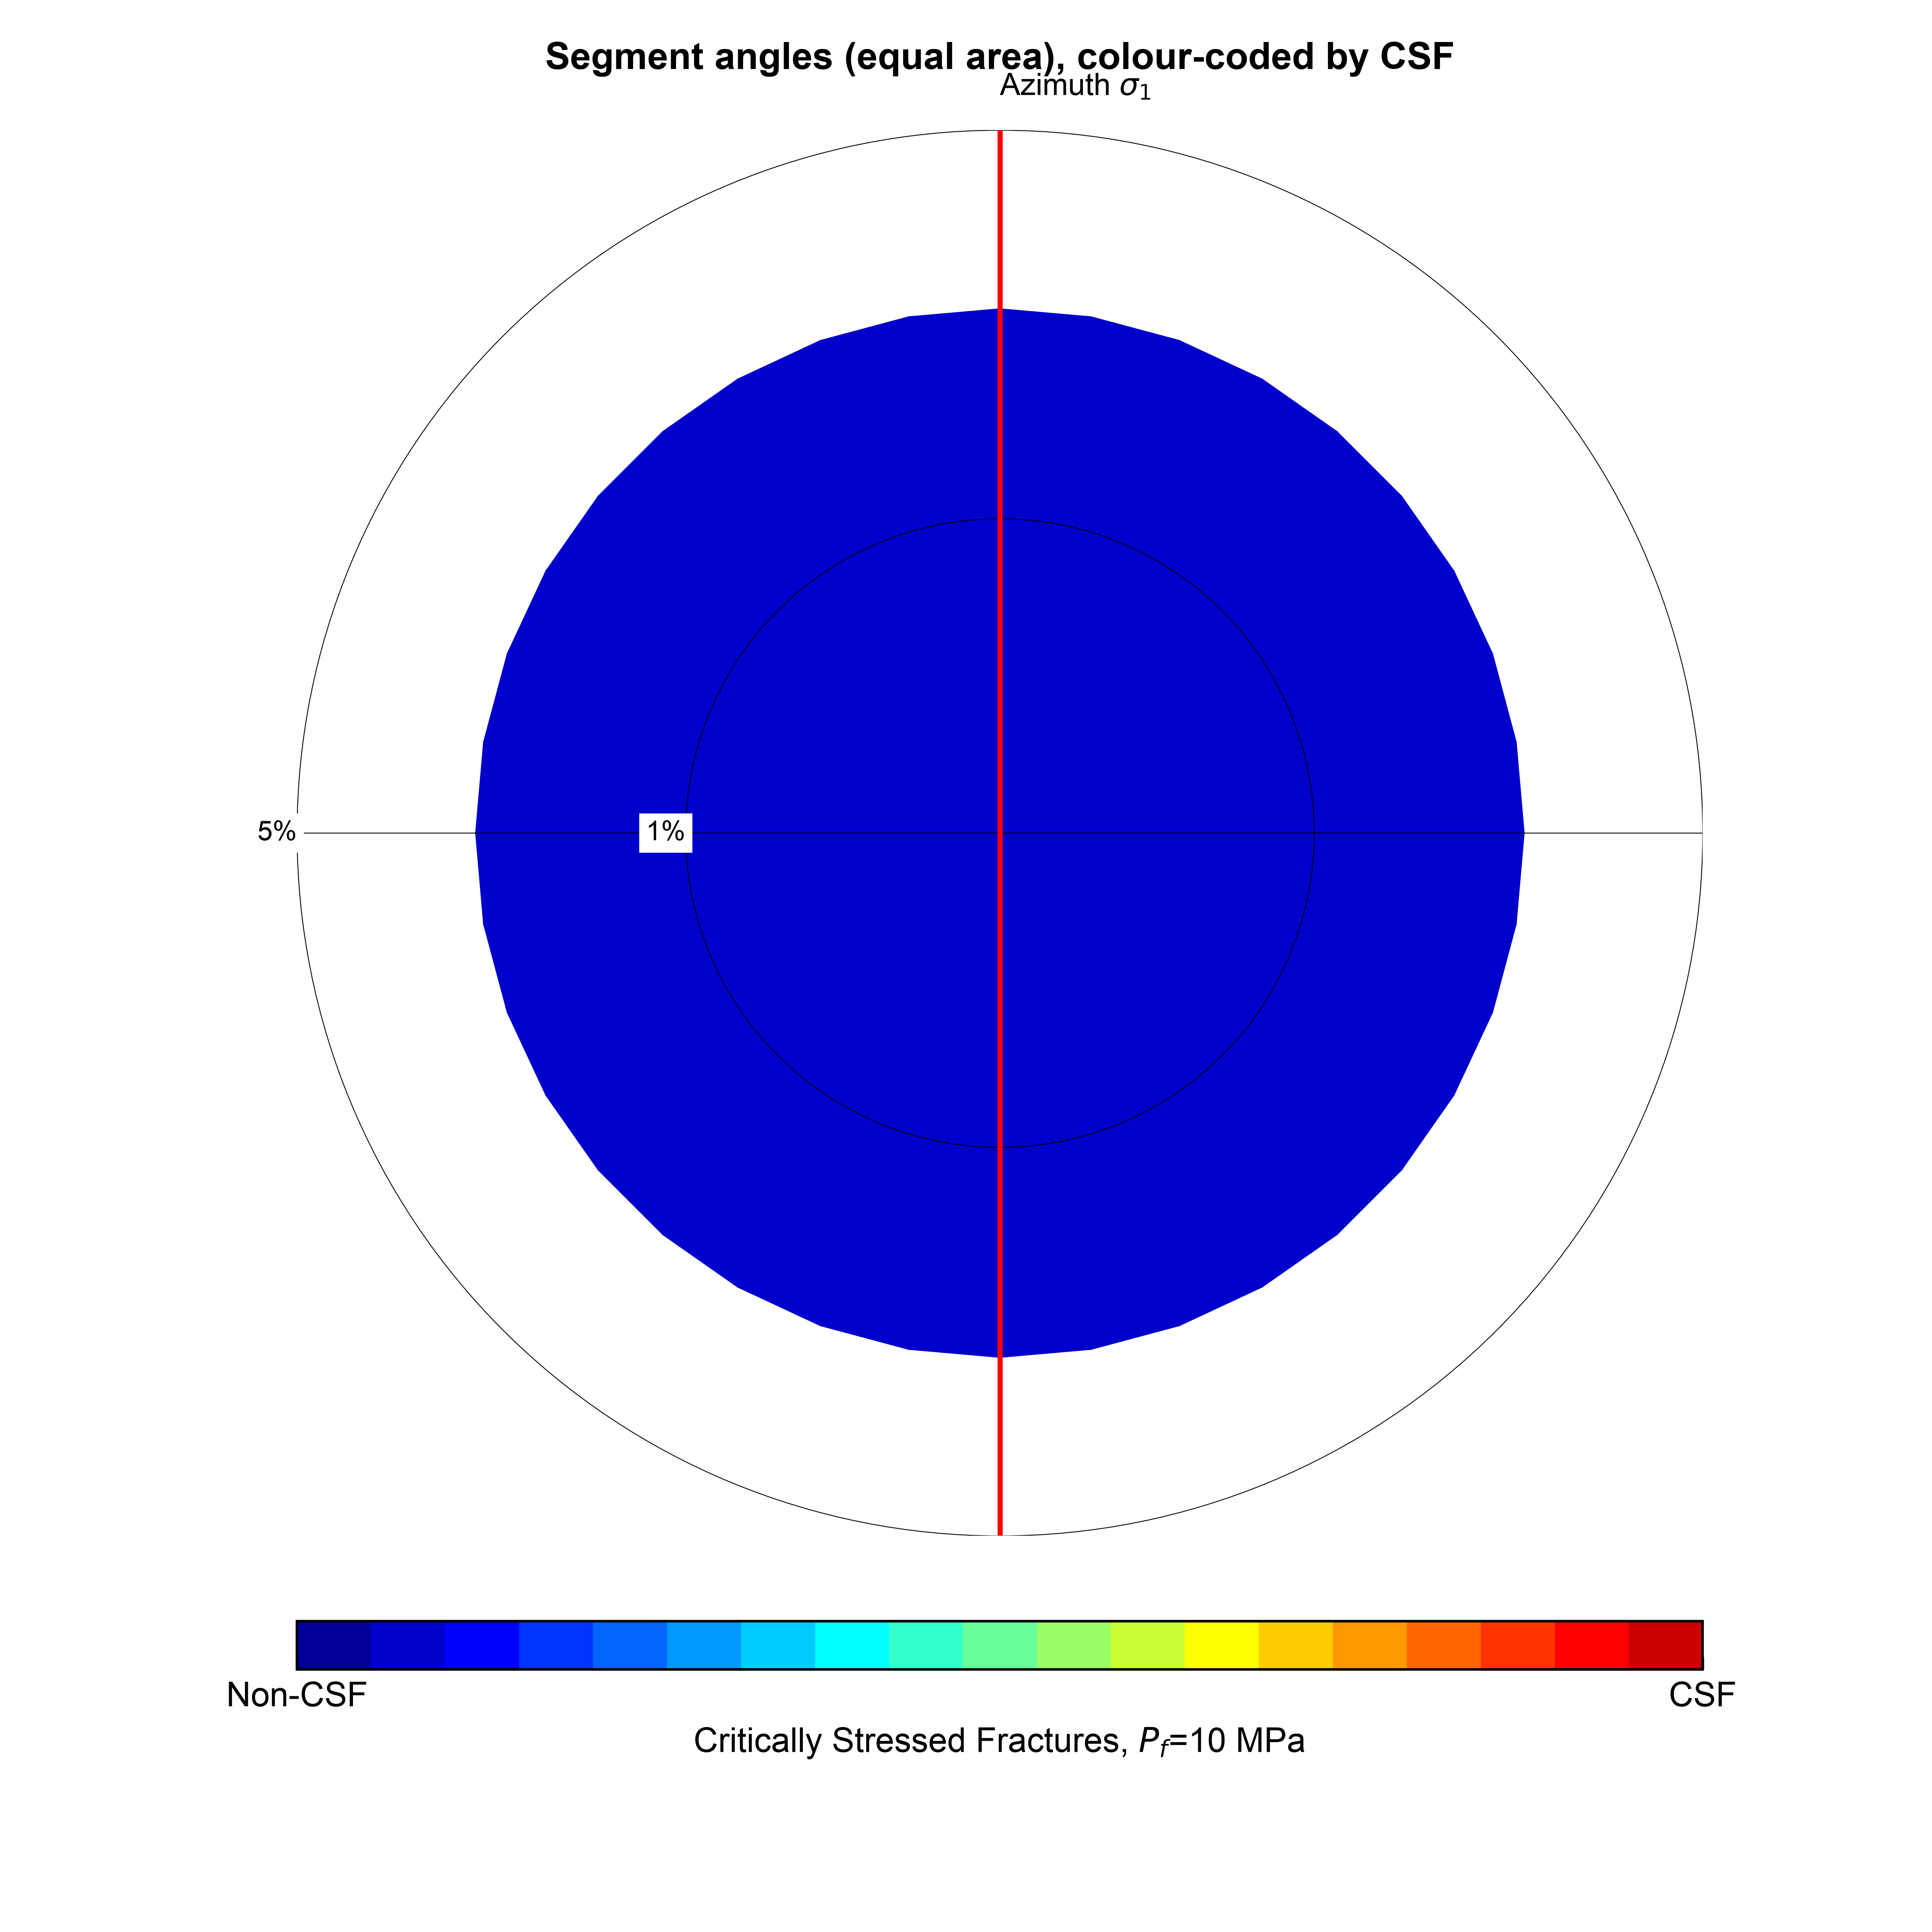 Segment angles (equal area), colour-coded by CSF
Azimuth σ1
5%
1%
Non-CSF
CSF
Critically Stressed Fractures, Pf=10 MPa